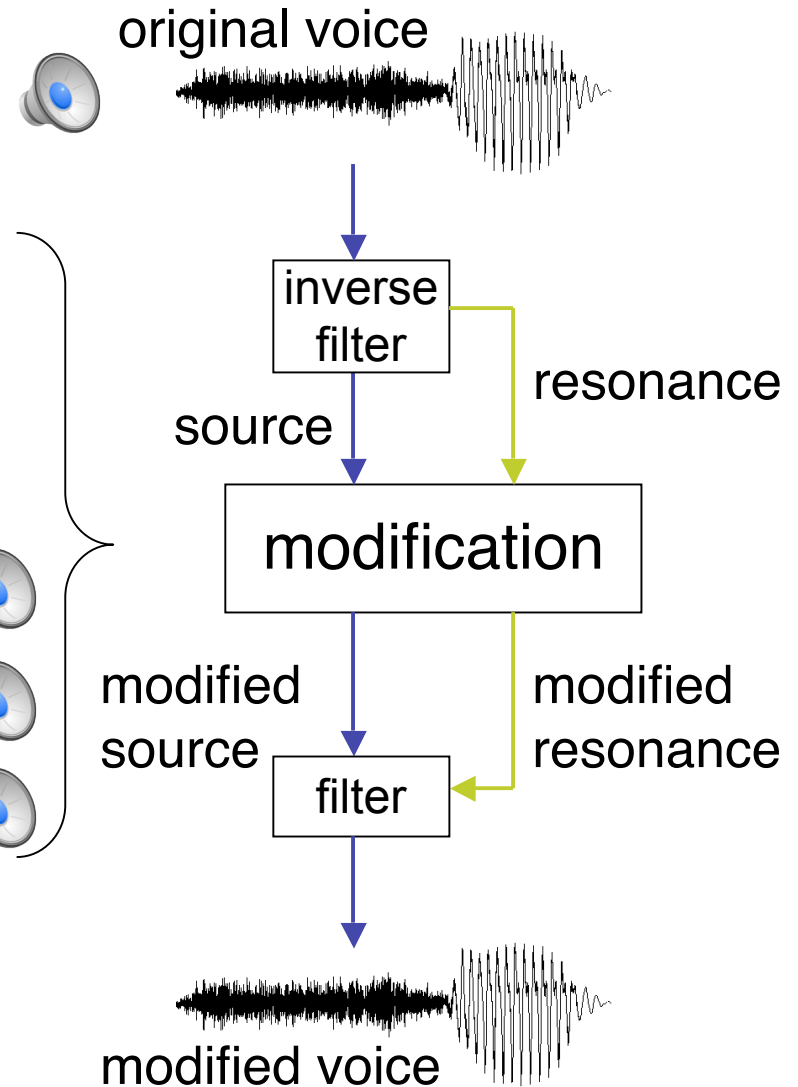 original voice
inverse
filter
resonance
source
modification
modified
source
modified
resonance
filter
modified voice